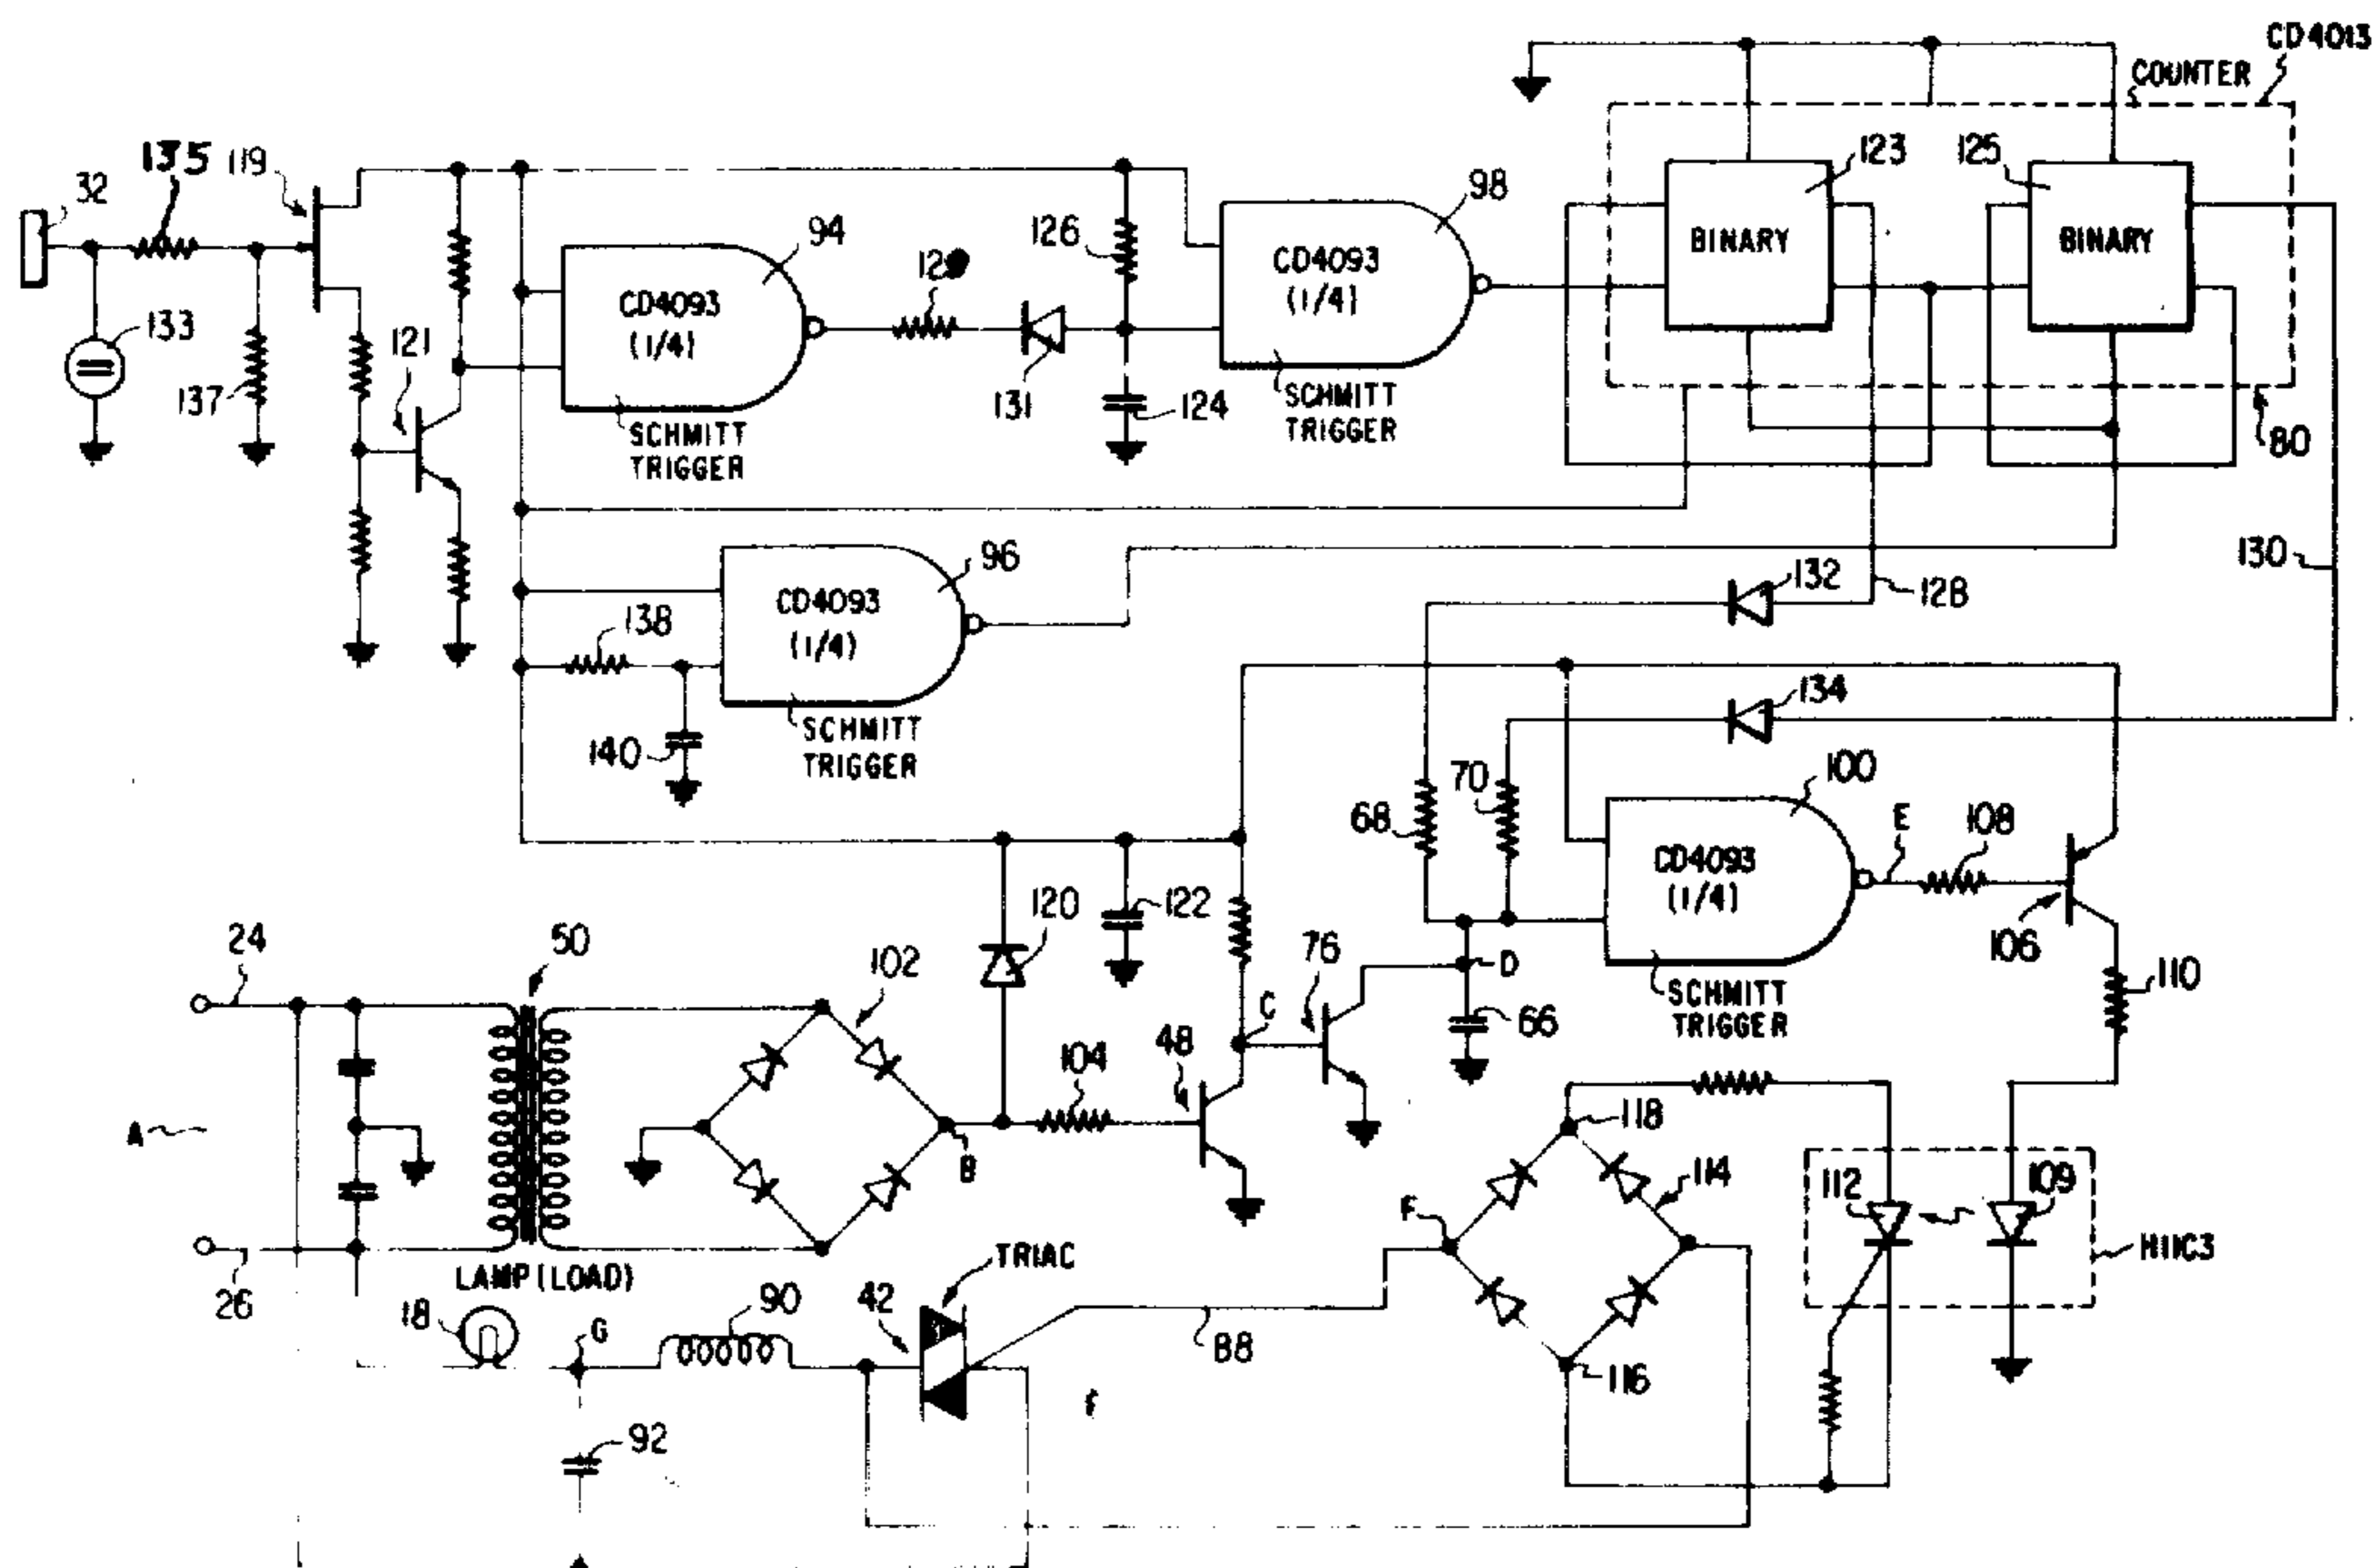 CD4013
COUNTER
135
119
32
123
125
98
94
126
CD4093
(1/4)
BINARY
BINARY
CD4093
(1/4)
133
121
137
131
124
SCHMITT
TRIGGER
SCHMITT
TRIGGER
80
96
130
132
128
CD4093
(1/4)
138
134
SCHMITT
TRIGGER
140
100
70
68
E
108
CD4093
(1/4)
120
122
24
50
102
76
D
106
110
C
SCHMITT
TRIGGER
66
48
104
A
118
B
114
112
109
F
H11C3
TRIAC
LAMP (LOAD)
26
90
42
18
G
88
116
92